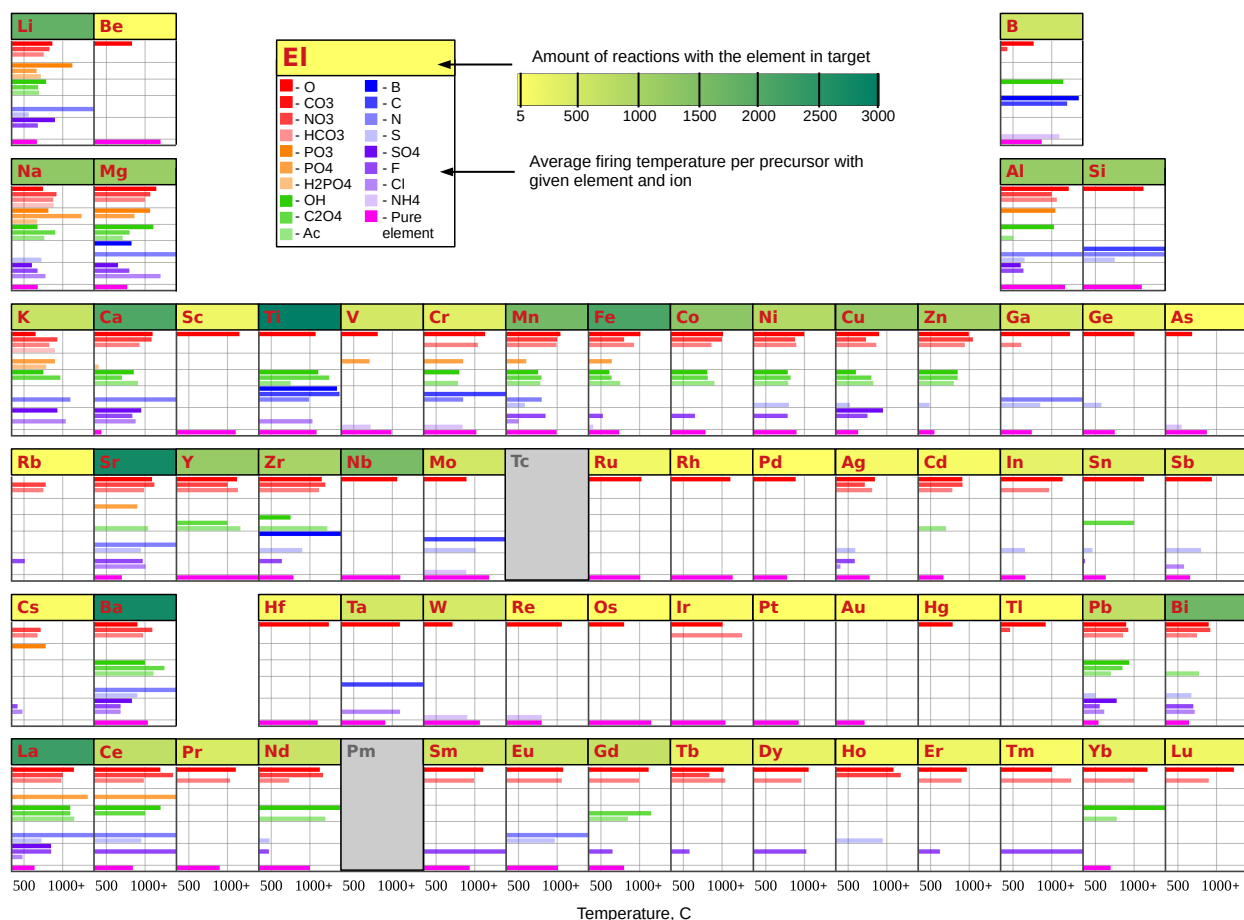 Li Be B
El
Amount of reactions with the element in target
5 500 1000 1500 2000 2500 3000
- O - B
- CO3 - C
- NO3 - N
- HCO3 - S
- PO3 - SO4
- PO4 - F
- H2PO4 - Cl
- OH - NH4
- C2O4 - Pure
- Ac element
Average firing temperature per precursor with
given element and ion
Na Mg Al Si
K Ca Sc Ti V Cr Mn Fe Co Ni Cu Zn Ga Ge As
Rb Sr Y Zr Nb Mo Tc Ru Rh Pd Ag Cd In Sn Sb
Cs Ba Hf Ta W Re Os Ir Pt Au Hg Tl Pb Bi
La Ce Pr Nd Pm Sm Eu Gd Tb Dy Ho Er Tm Yb Lu
500 1000+ 500 1000+ 500 1000+ 500 1000+ 500 1000+ 500 1000+ 500 1000+ 500 1000+ 500 1000+ 500 1000+ 500 1000+ 500 1000+ 500 1000+ 500 1000+ 500 1000+
Temperature, C